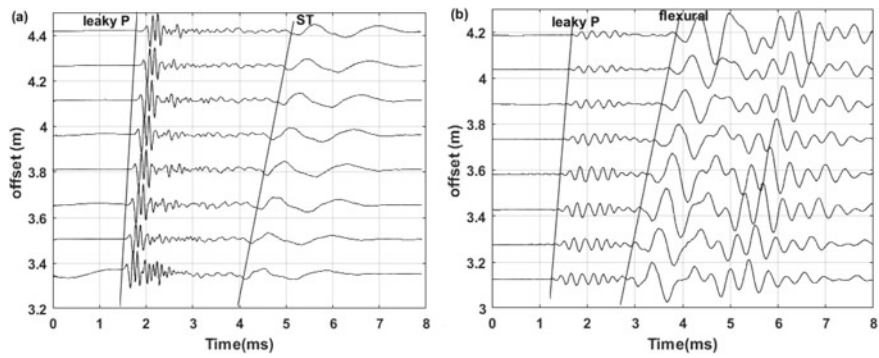 (a)
leaky P
ST
4.4
4.2
4
3.8
3.6
3.4
3.2
offset (m)
0 1 2 3 4 5 6 7 8
Time(ms)
(b)
leaky P
flexural
4.2
4
3.8
3.6
3.4
3.2
3
offset (m)
0 1 2 3 4 5 6 7 8
Time(ms)